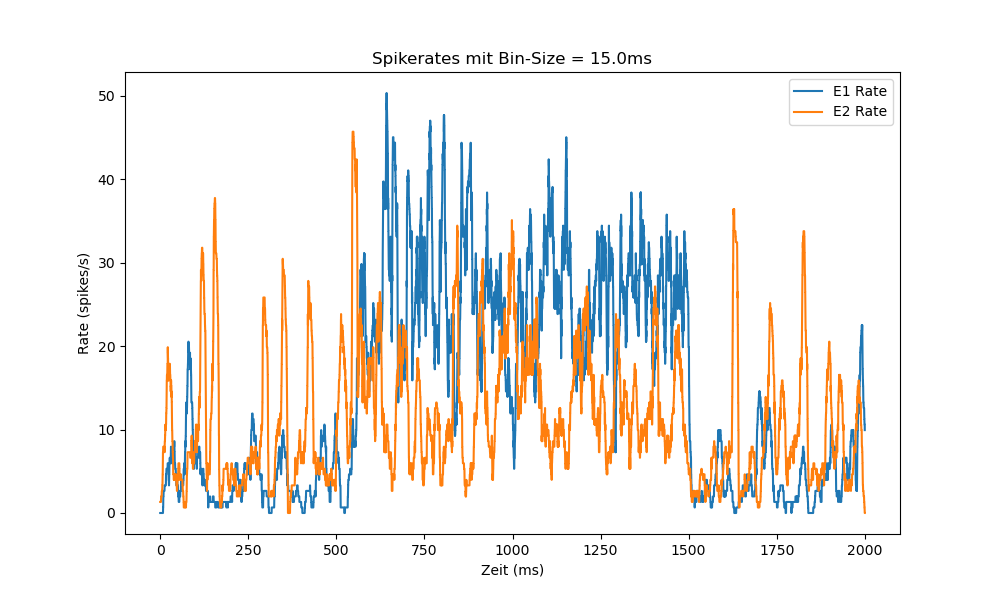 Spikerates mit Bin-Size = 15.0ms
E1 Rate
E2 Rate
50
40
30
20
10
0
Rate (spikes/s)
0 250 500 750 1000 1250 1500 1750 2000
Zeit (ms)